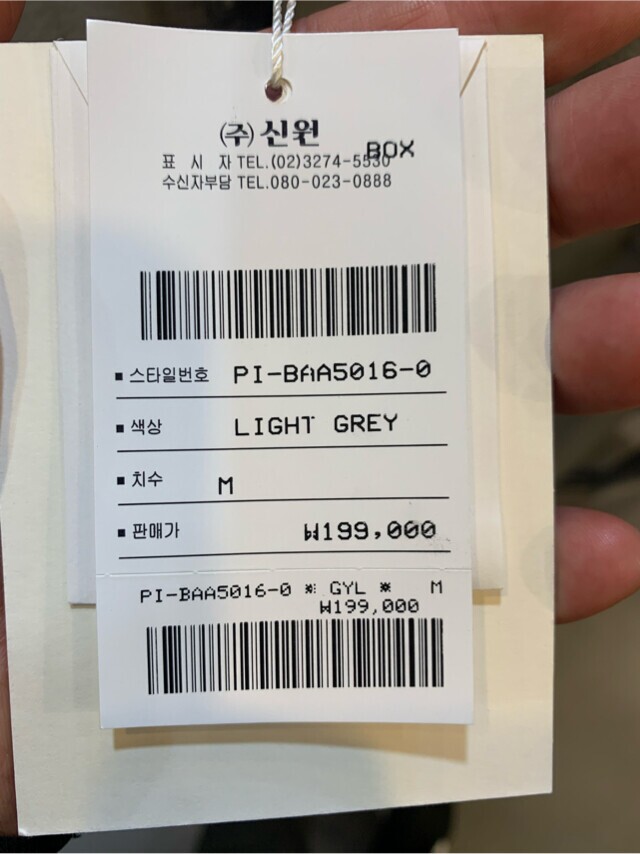 (주)신원
BOX
표 시 자 TEL.(02)3274-5530
수신자부담 TEL.080-023-0888
▪ 스타일번호 PI-BAA5016-0
▪ 색상 LIGHT GREY
▪ 치수 M
▪ 판매가 ₩199,000
PI-BAA5016-0 ※ GYL ※ M
₩199,000